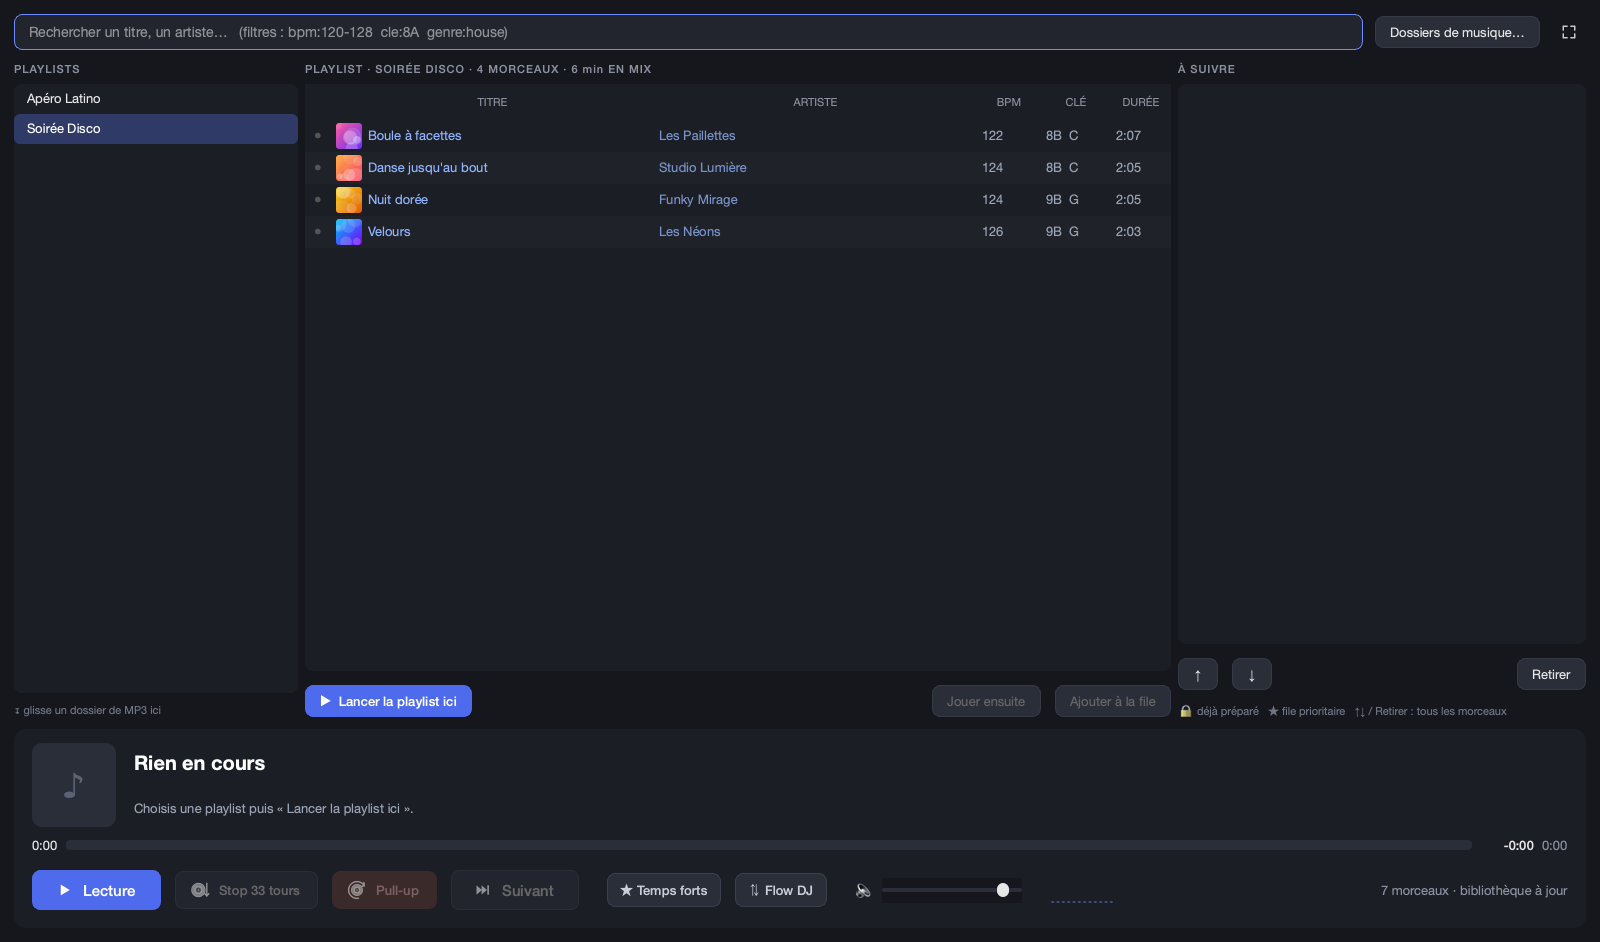 Rechercher un titre, un artiste… (filtres : bpm:120-128 cle:8A genre:house)
Dossiers de musique…
PLAYLISTS
PLAYLIST · SOIRÉE DISCO · 4 MORCEAUX · 6 min EN MIX
À SUIVRE
Apéro Latino
Soirée Disco
TITRE ARTISTE BPM CLÉ DURÉE
Boule à facettes Les Paillettes 122 8B C 2:07
Danse jusqu'au bout Studio Lumière 124 8B C 2:05
Nuit dorée Funky Mirage 124 9B G 2:05
Velours Les Néons 126 9B G 2:03
↑ ↓ Retirer
▶ Lancer la playlist ici
Jouer ensuite
Ajouter à la file
↕ glisse un dossier de MP3 ici
🔒 déjà préparé ★ file prioritaire ↑↓ / Retirer : tous les morceaux
Rien en cours
Choisis une playlist puis « Lancer la playlist ici ».
0:00
-0:00 0:00
▶ Lecture
Stop 33 tours
Pull-up
Suivant
★ Temps forts
⇅ Flow DJ
7 morceaux · bibliothèque à jour